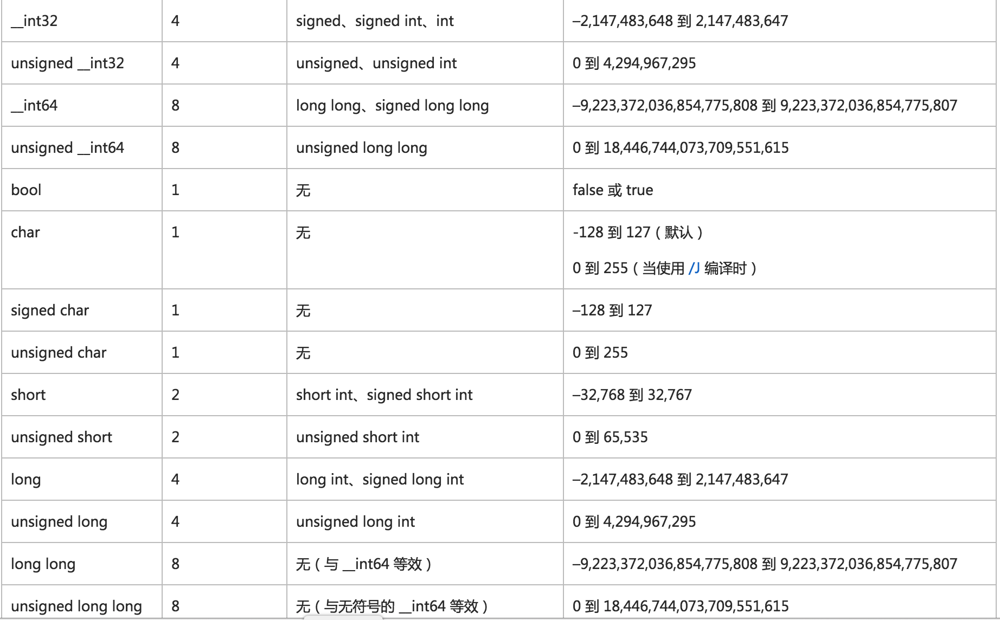 __int32 4 signed、signed int、int –2,147,483,648 到 2,147,483,647
unsigned __int32 4 unsigned、unsigned int 0 到 4,294,967,295
__int64 8 long long、signed long long –9,223,372,036,854,775,808 到 9,223,372,036,854,775,807
unsigned __int64 8 unsigned long long 0 到 18,446,744,073,709,551,615
bool 1 无 false 或 true
char 1 无 -128 到 127（默认）
0 到 255（当使用 /J 编译时）
signed char 1 无 –128 到 127
unsigned char 1 无 0 到 255
short 2 short int、signed short int –32,768 到 32,767
unsigned short 2 unsigned short int 0 到 65,535
long 4 long int、signed long int –2,147,483,648 到 2,147,483,647
unsigned long 4 unsigned long int 0 到 4,294,967,295
long long 8 无（与 __int64 等效） –9,223,372,036,854,775,808 到 9,223,372,036,854,775,807
unsigned long long 8 无（与无符号的 __int64 等效） 0 到 18,446,744,073,709,551,615